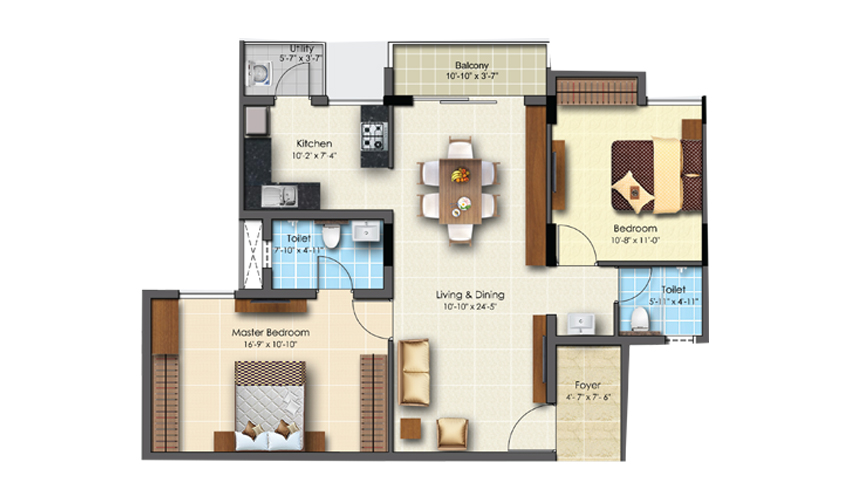 Utility
5'-7" x 3'-7"
Balcony
10'-10" x 3'-7"
Kitchen
10'-2" x 7'-4"
Bedroom
10'-8" x 11'-0"
Toilet
7'-10" x 4'-11"
Living & Dining
10'-10" x 24'-5"
Toilet
5'-11" x 4'-11"
Master Bedroom
16'-9" x 10'-10"
Foyer
4'- 7" x 7'- 6"